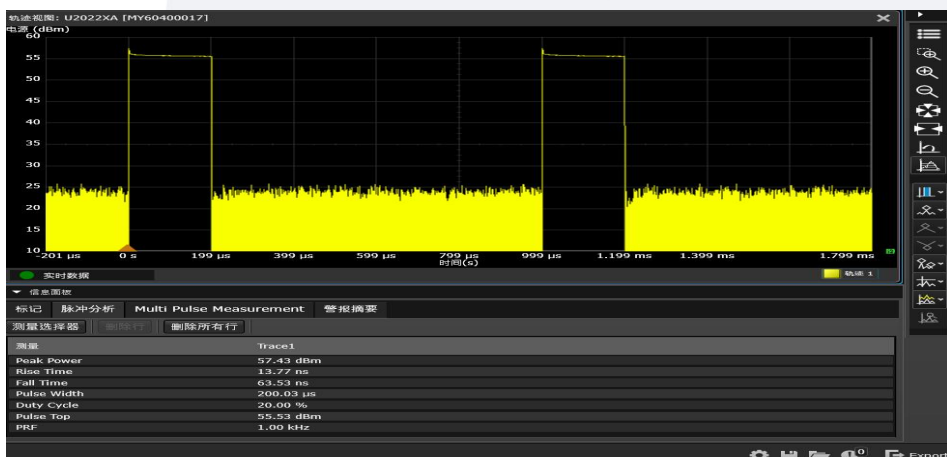 轨迹视图: U2022XA [MY60400017]
电源 (dBm)
60
55
50
45
40
35
30
25
20
15
10
-201 µs 0 s 199 µs 399 µs 599 µs 799 µs 999 µs 1.199 ms 1.399 ms 1.799 ms
时间(s)
实时数据 轨迹 1
信息面板
标记 脉冲分析 Multi Pulse Measurement 警报摘要
测量选择器 删除行 删除所有行
测量 Trace1
Peak Power 57.43 dBm
Rise Time 13.77 ns
Fall Time 63.53 ns
Pulse Width 200.03 µs
Duty Cycle 20.00 %
Pulse Top 55.53 dBm
PRF 1.00 kHz
0
Export